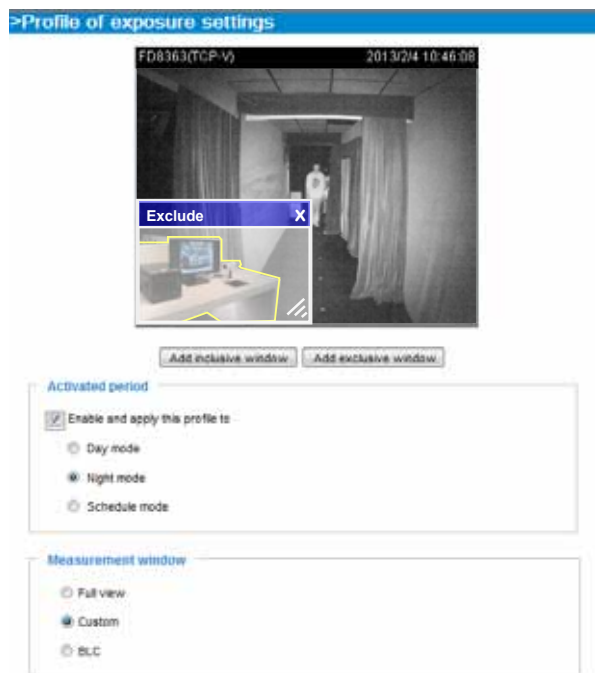 >Profile of exposure settings
FD8363(TCP-V) 2013/2/4 10:46:08
Exclude X
Add inclusive window Add exclusive window
Activated period
Enable and apply this profile to
Day mode
Night mode
Schedule mode
Measurement window
Full view
Custom
BLC